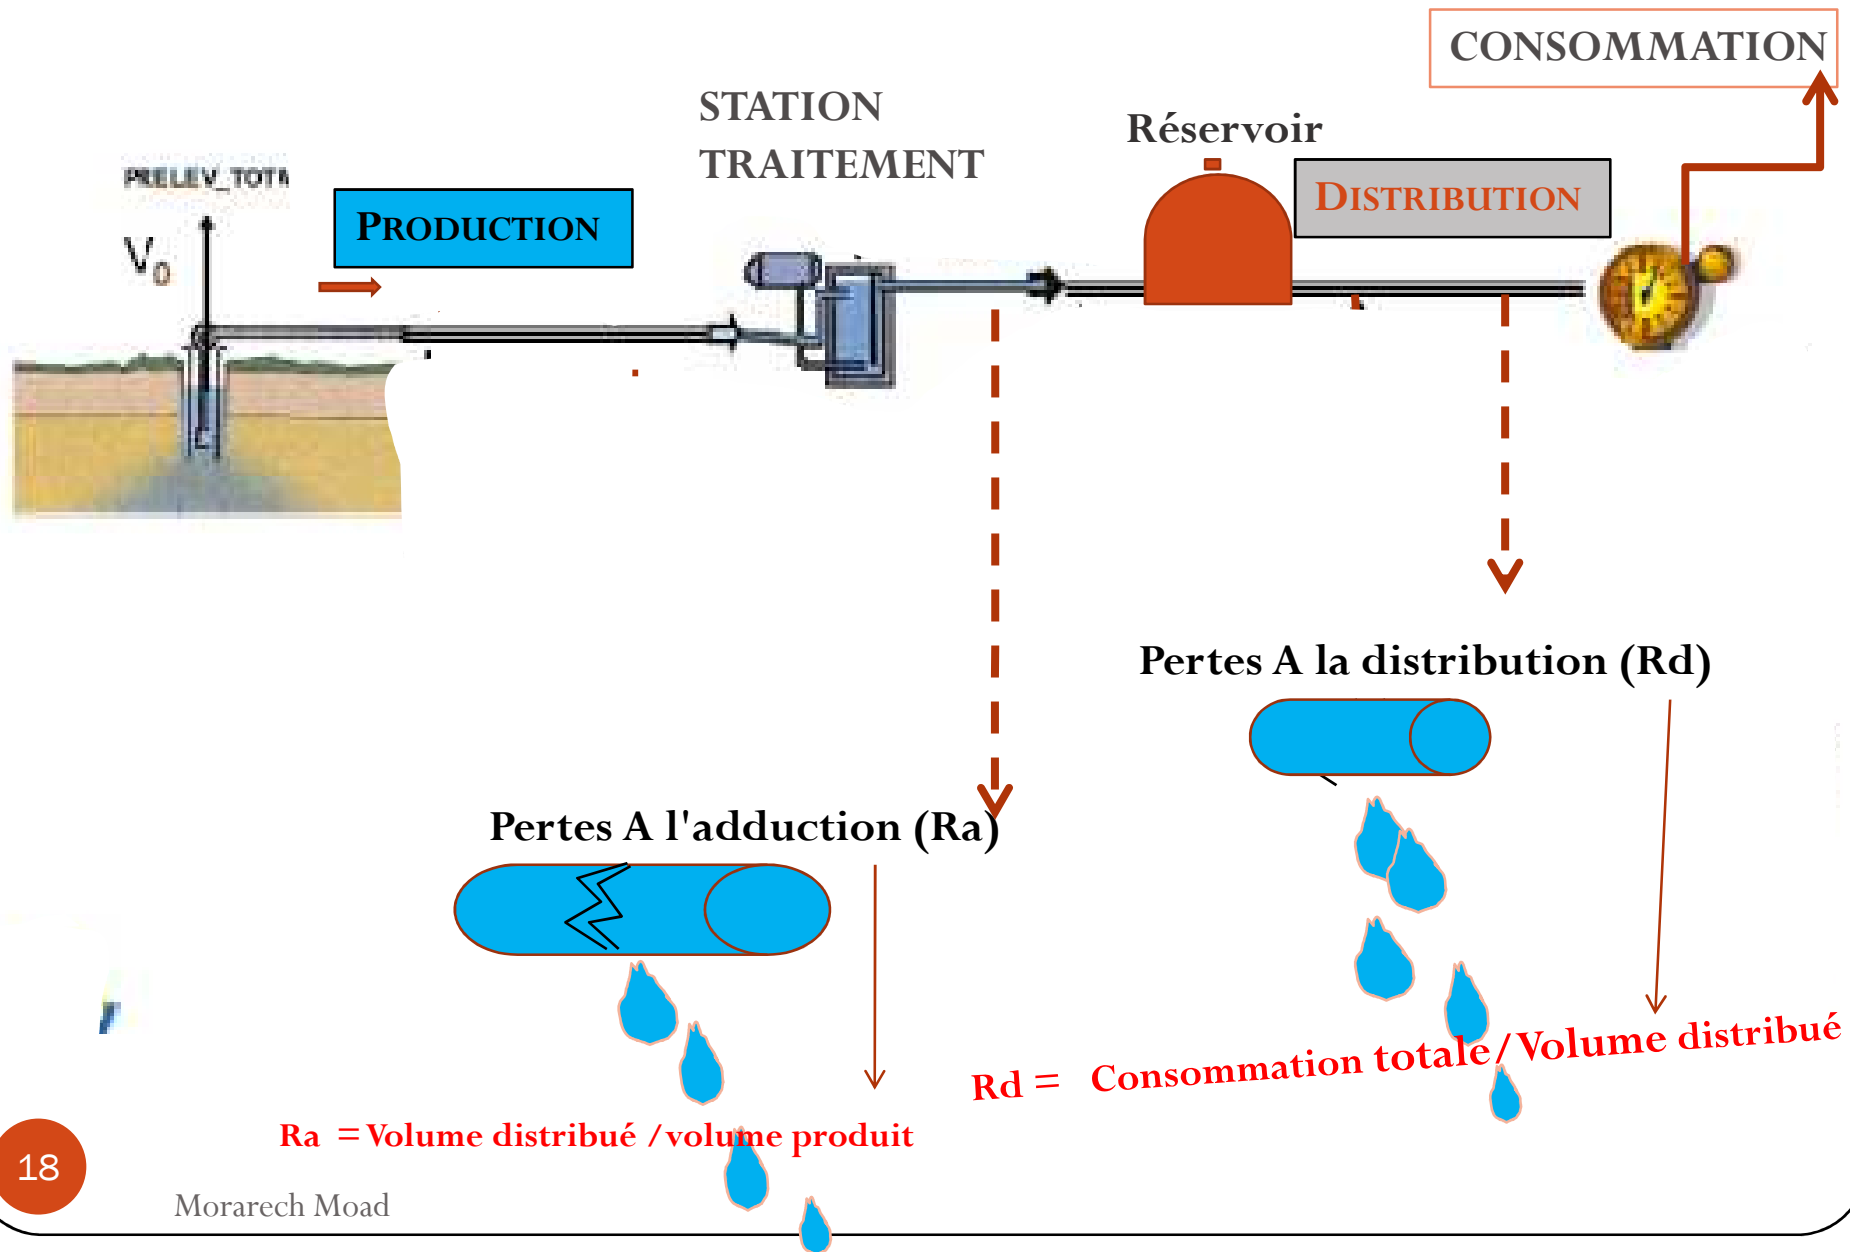 CONSOMMATION
STATION
TRAITEMENT
Réservoir
PRELEV_TOTA
PRODUCTION
DISTRIBUTION
V0
Pertes A la distribution (Rd)
Pertes A l'adduction (Ra)
Rd = Consommation totale/Volume distribué
Ra = Volume distribué /volume produit
18
Morarech Moad